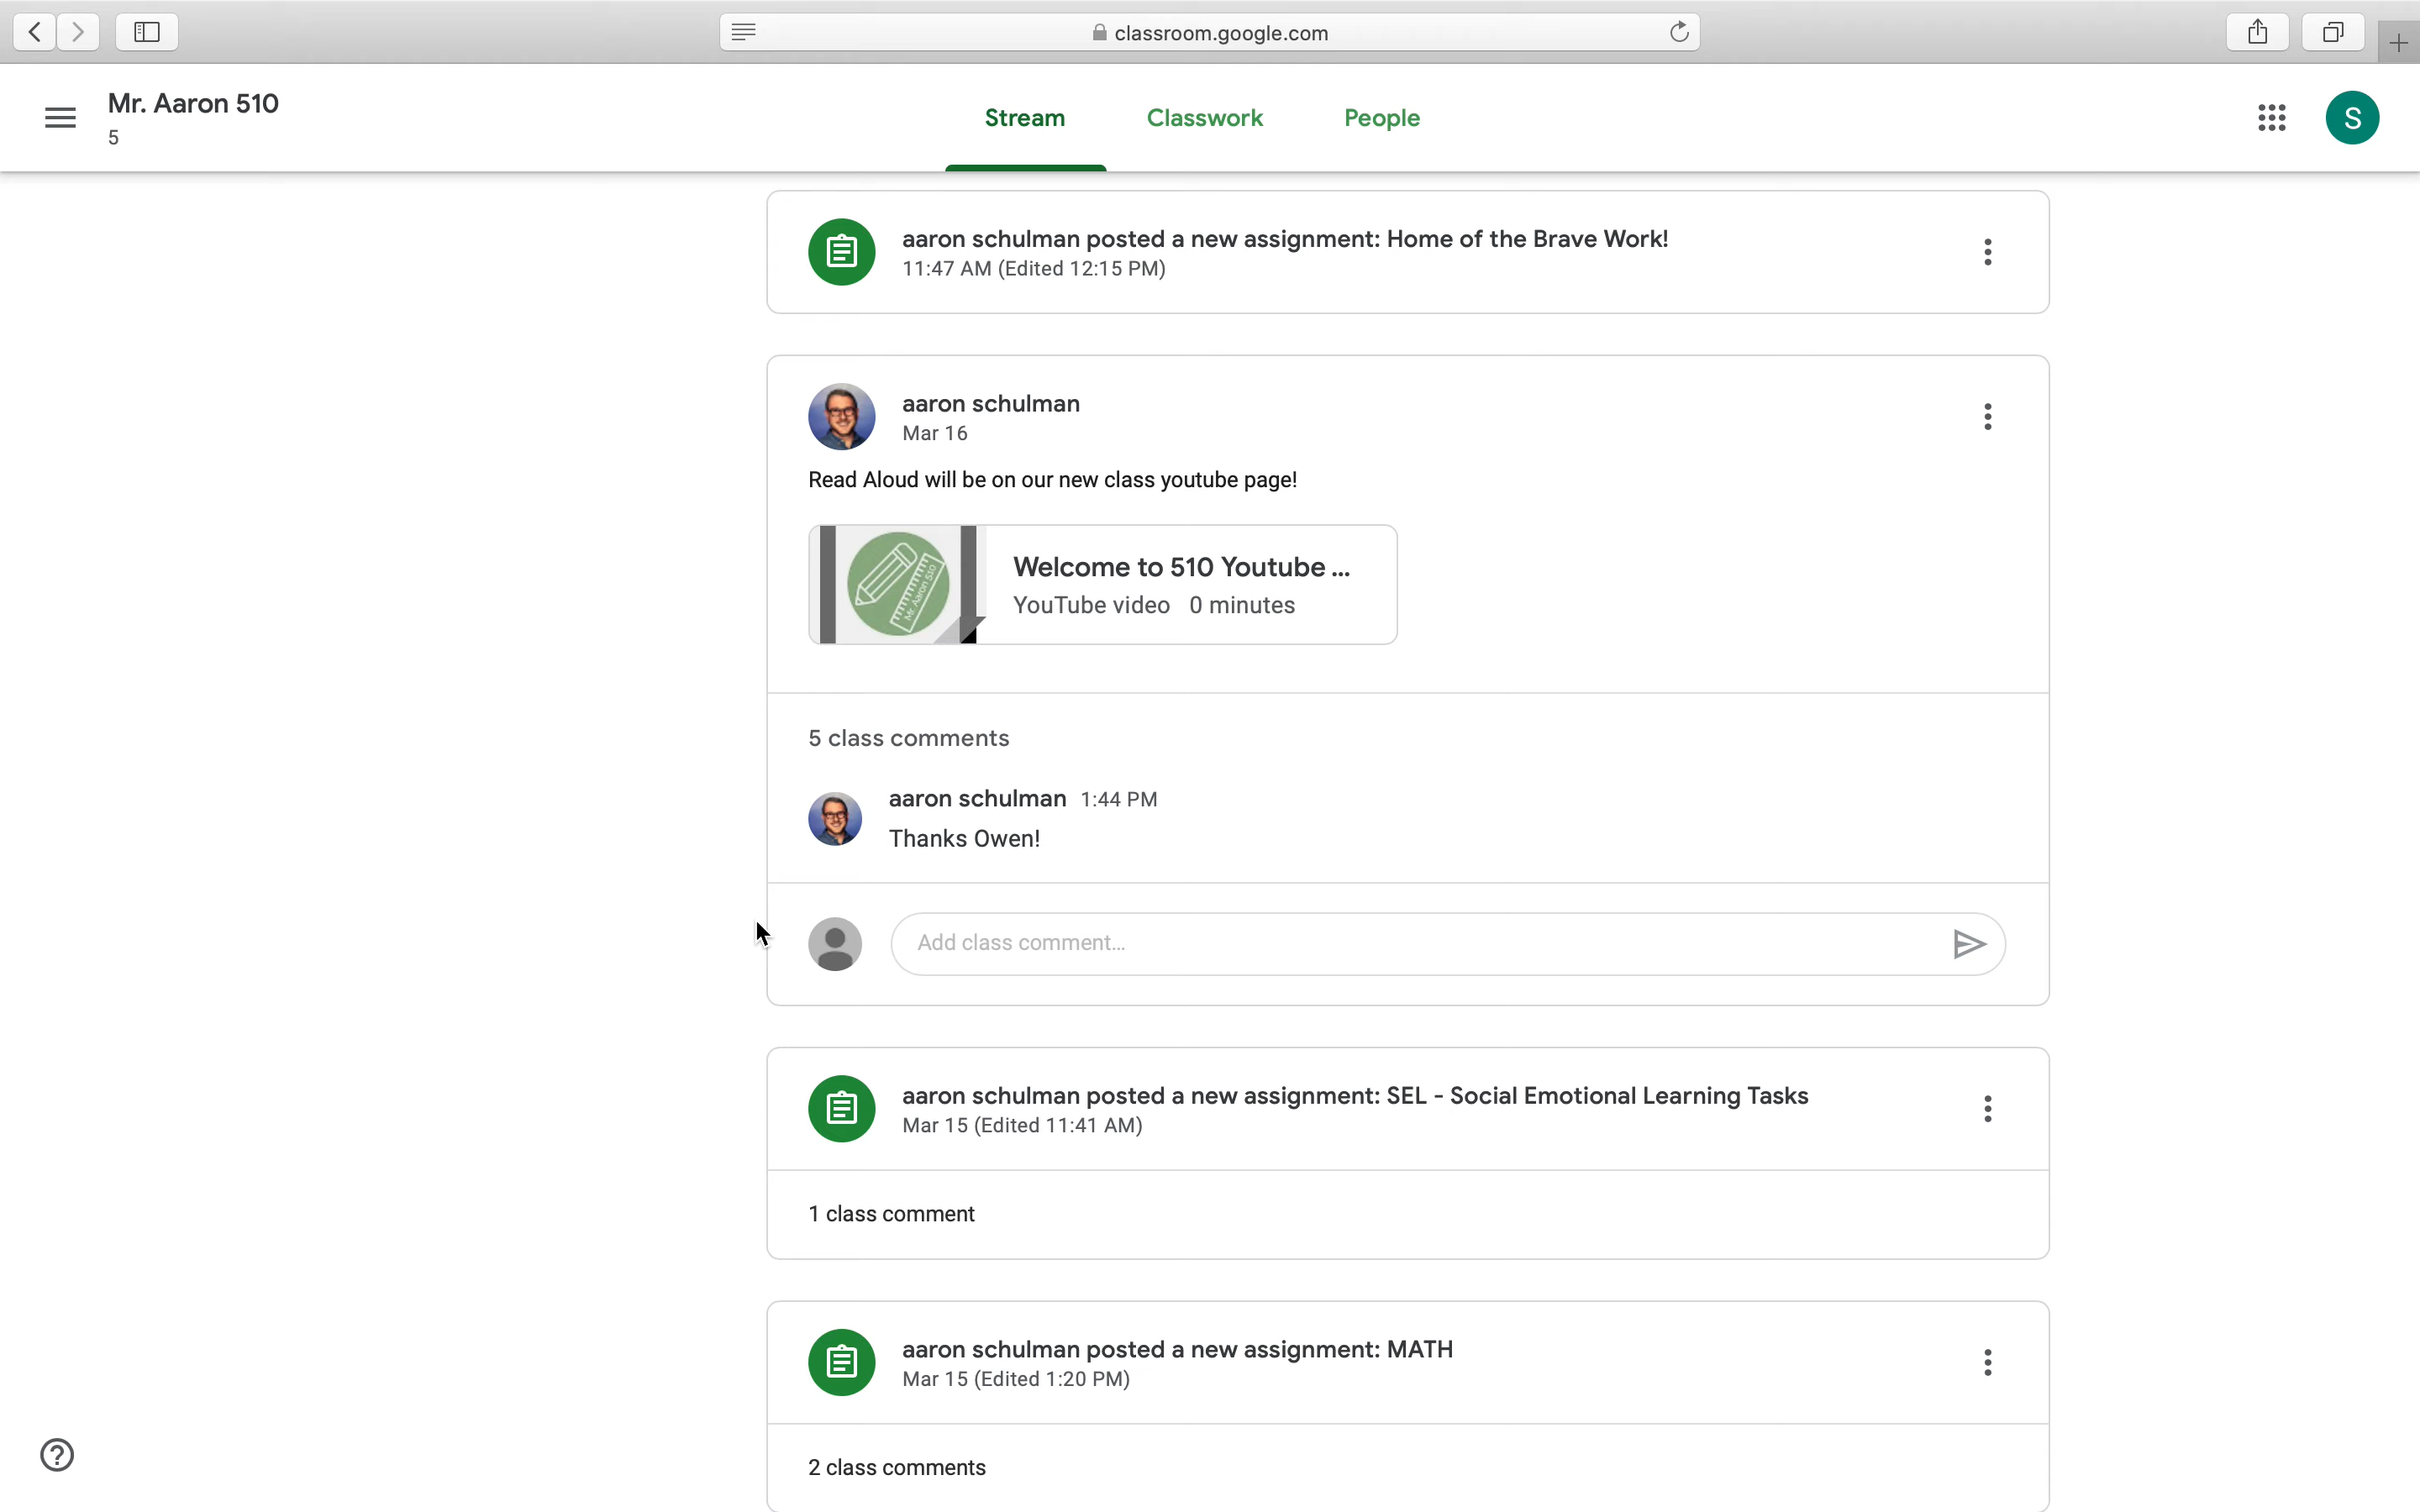 classroom.google.com
Mr. Aaron 510
5
Stream
Classwork
People
S
aaron schulman posted a new assignment: Home of the Brave Work!
11:47 AM (Edited 12:15 PM)
aaron schulman
Mar 16
Read Aloud will be on our new class youtube page!
Mr. Aaron 510
Welcome to 510 Youtube ...
YouTube video 0 minutes
5 class comments
aaron schulman 1:44 PM
Thanks Owen!
Add class comment...
aaron schulman posted a new assignment: SEL - Social Emotional Learning Tasks
Mar 15 (Edited 11:41 AM)
1 class comment
aaron schulman posted a new assignment: MATH
Mar 15 (Edited 1:20 PM)
2 class comments